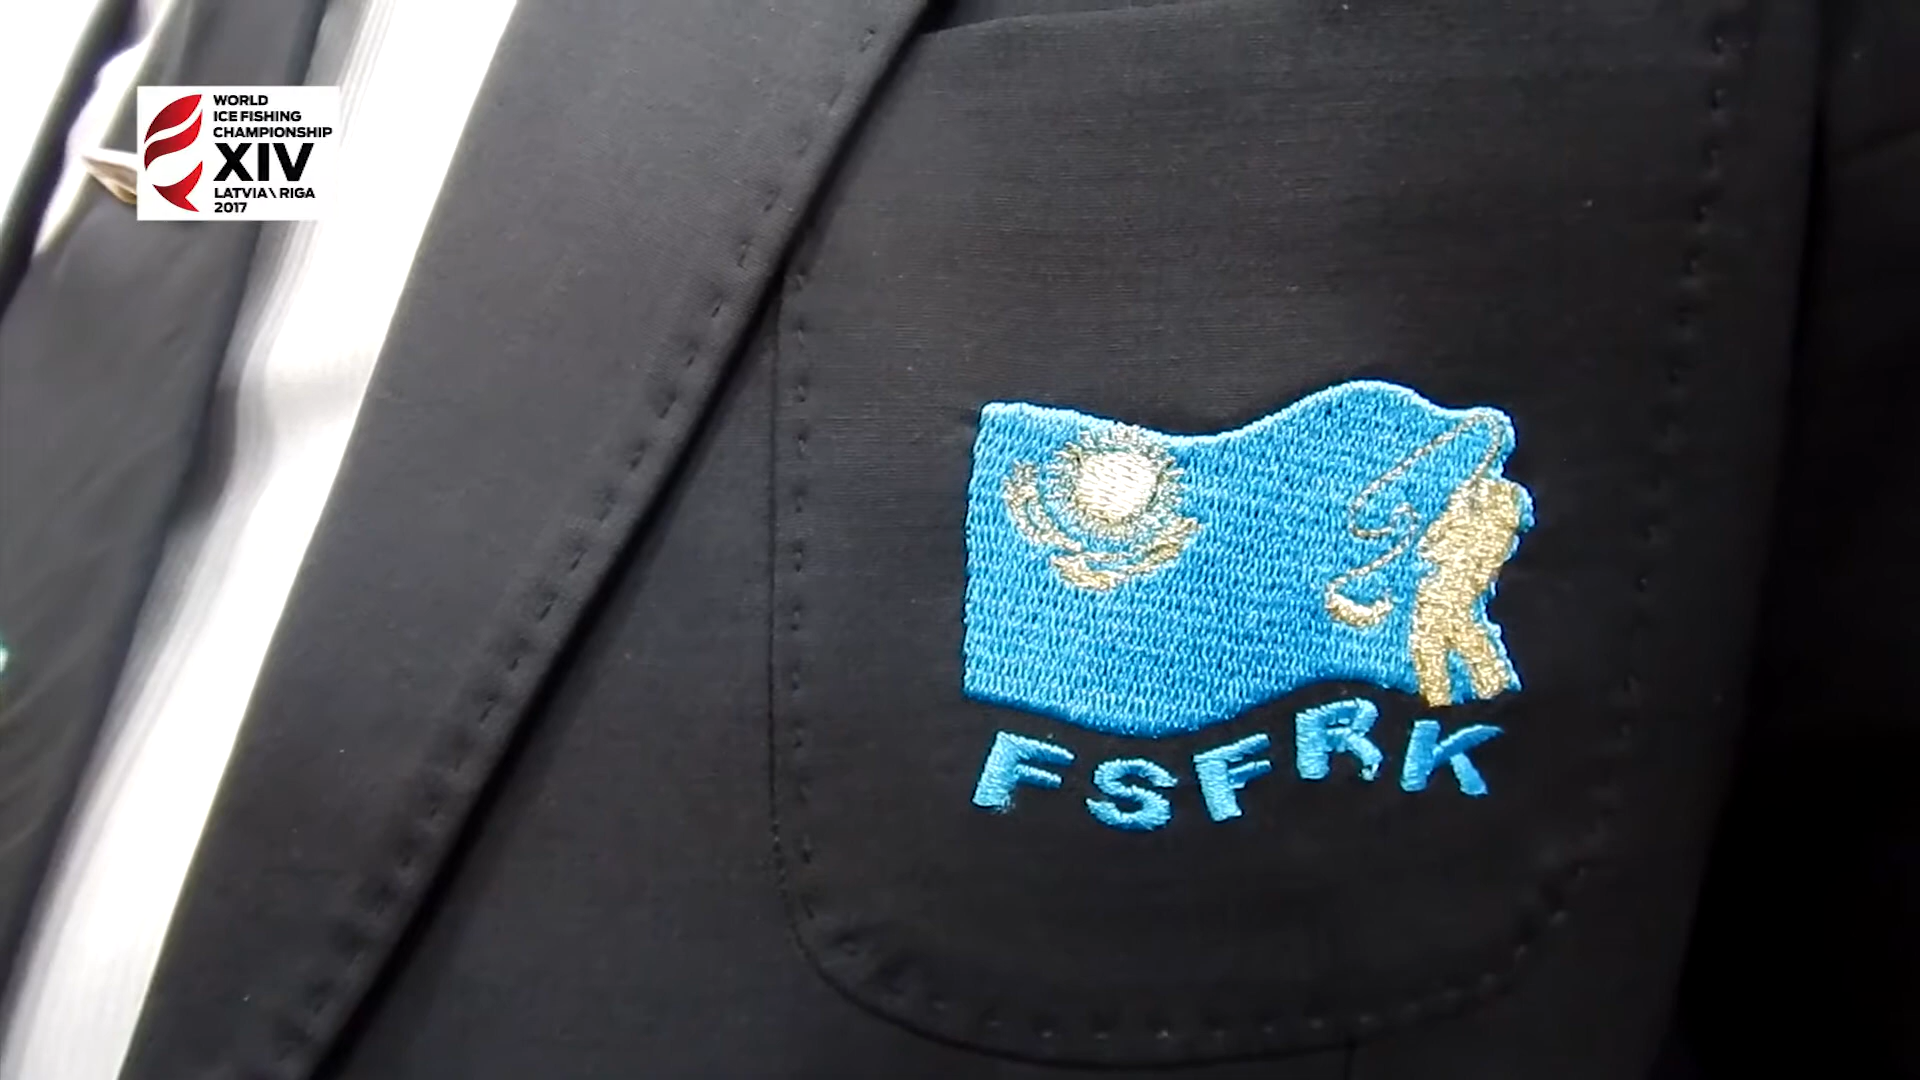 WORLD
ICE FISHING
CHAMPIONSHIP
XIV
LATVIA\RIGA
2017
FSFRK